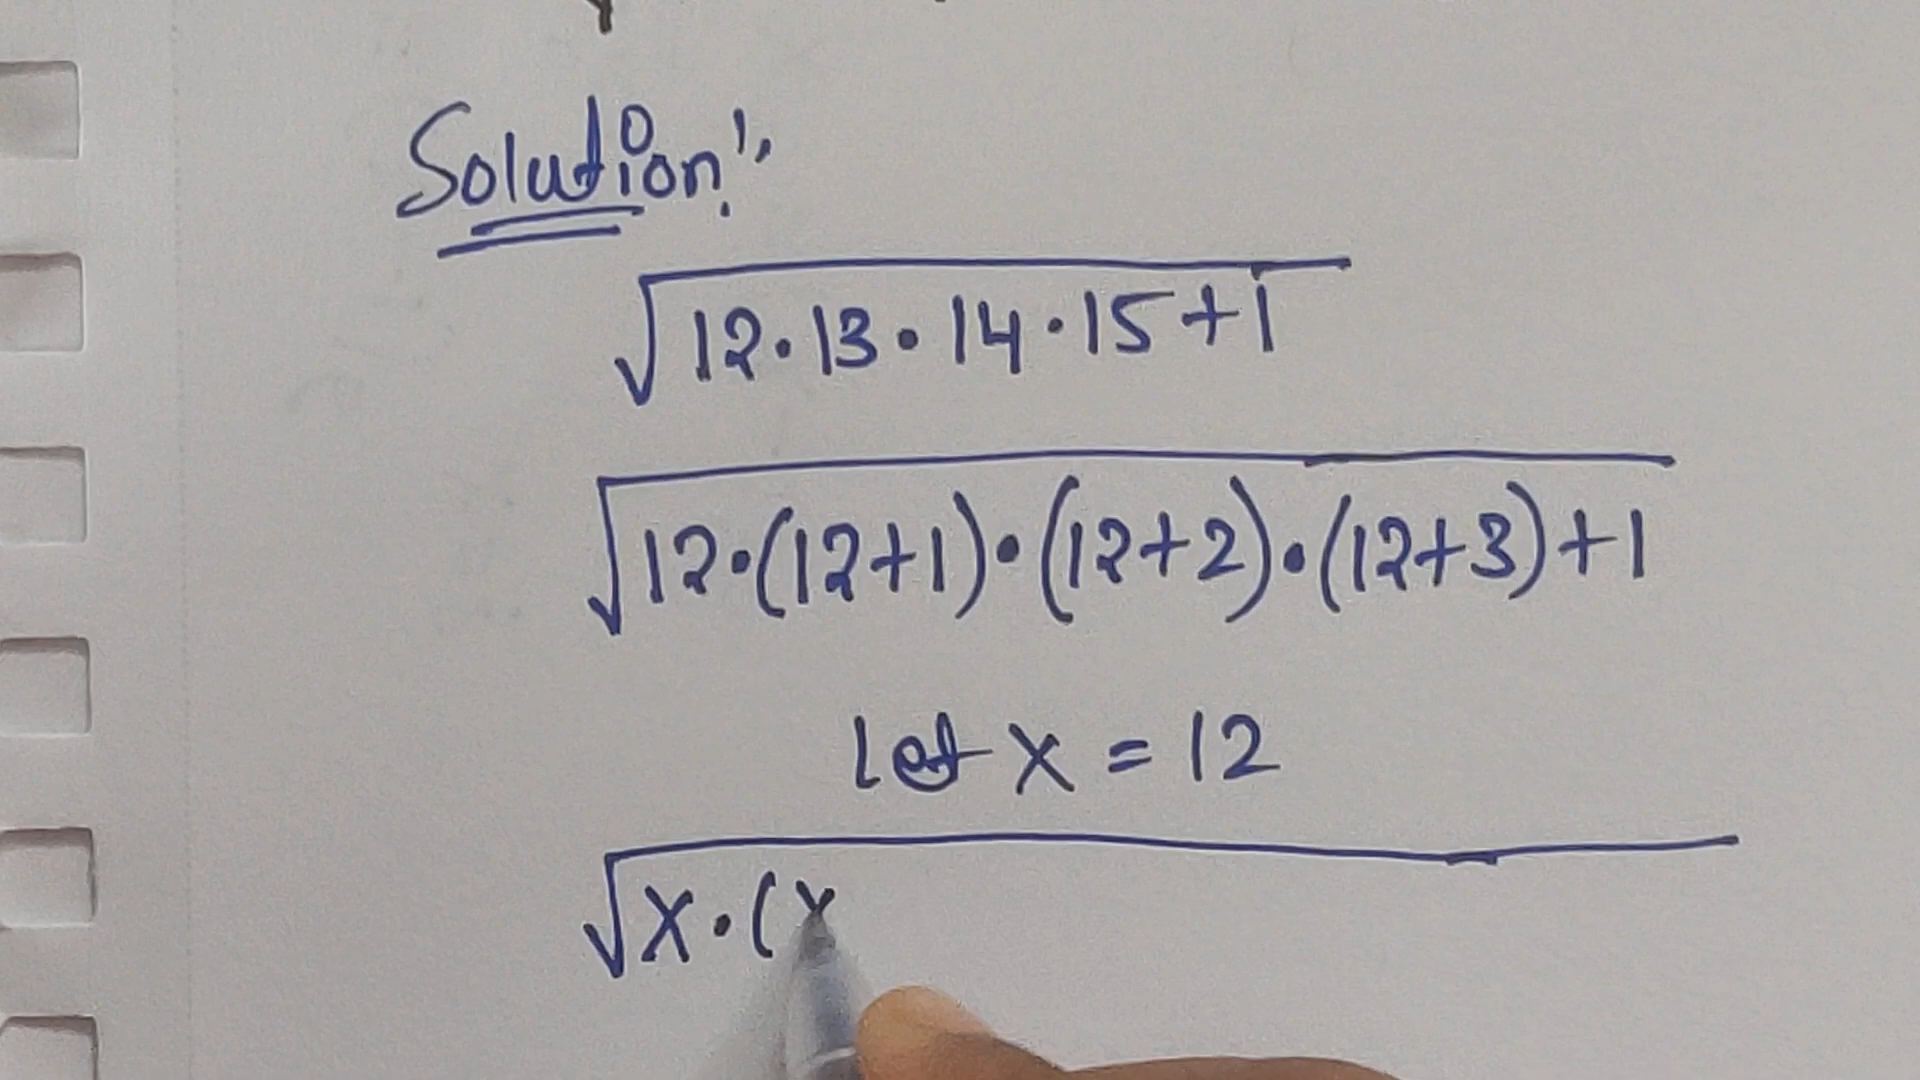 Solution:
√12·13·14·15+1
√12·(12+1)·(12+2)·(12+3)+1
Let x = 12
√x·(x